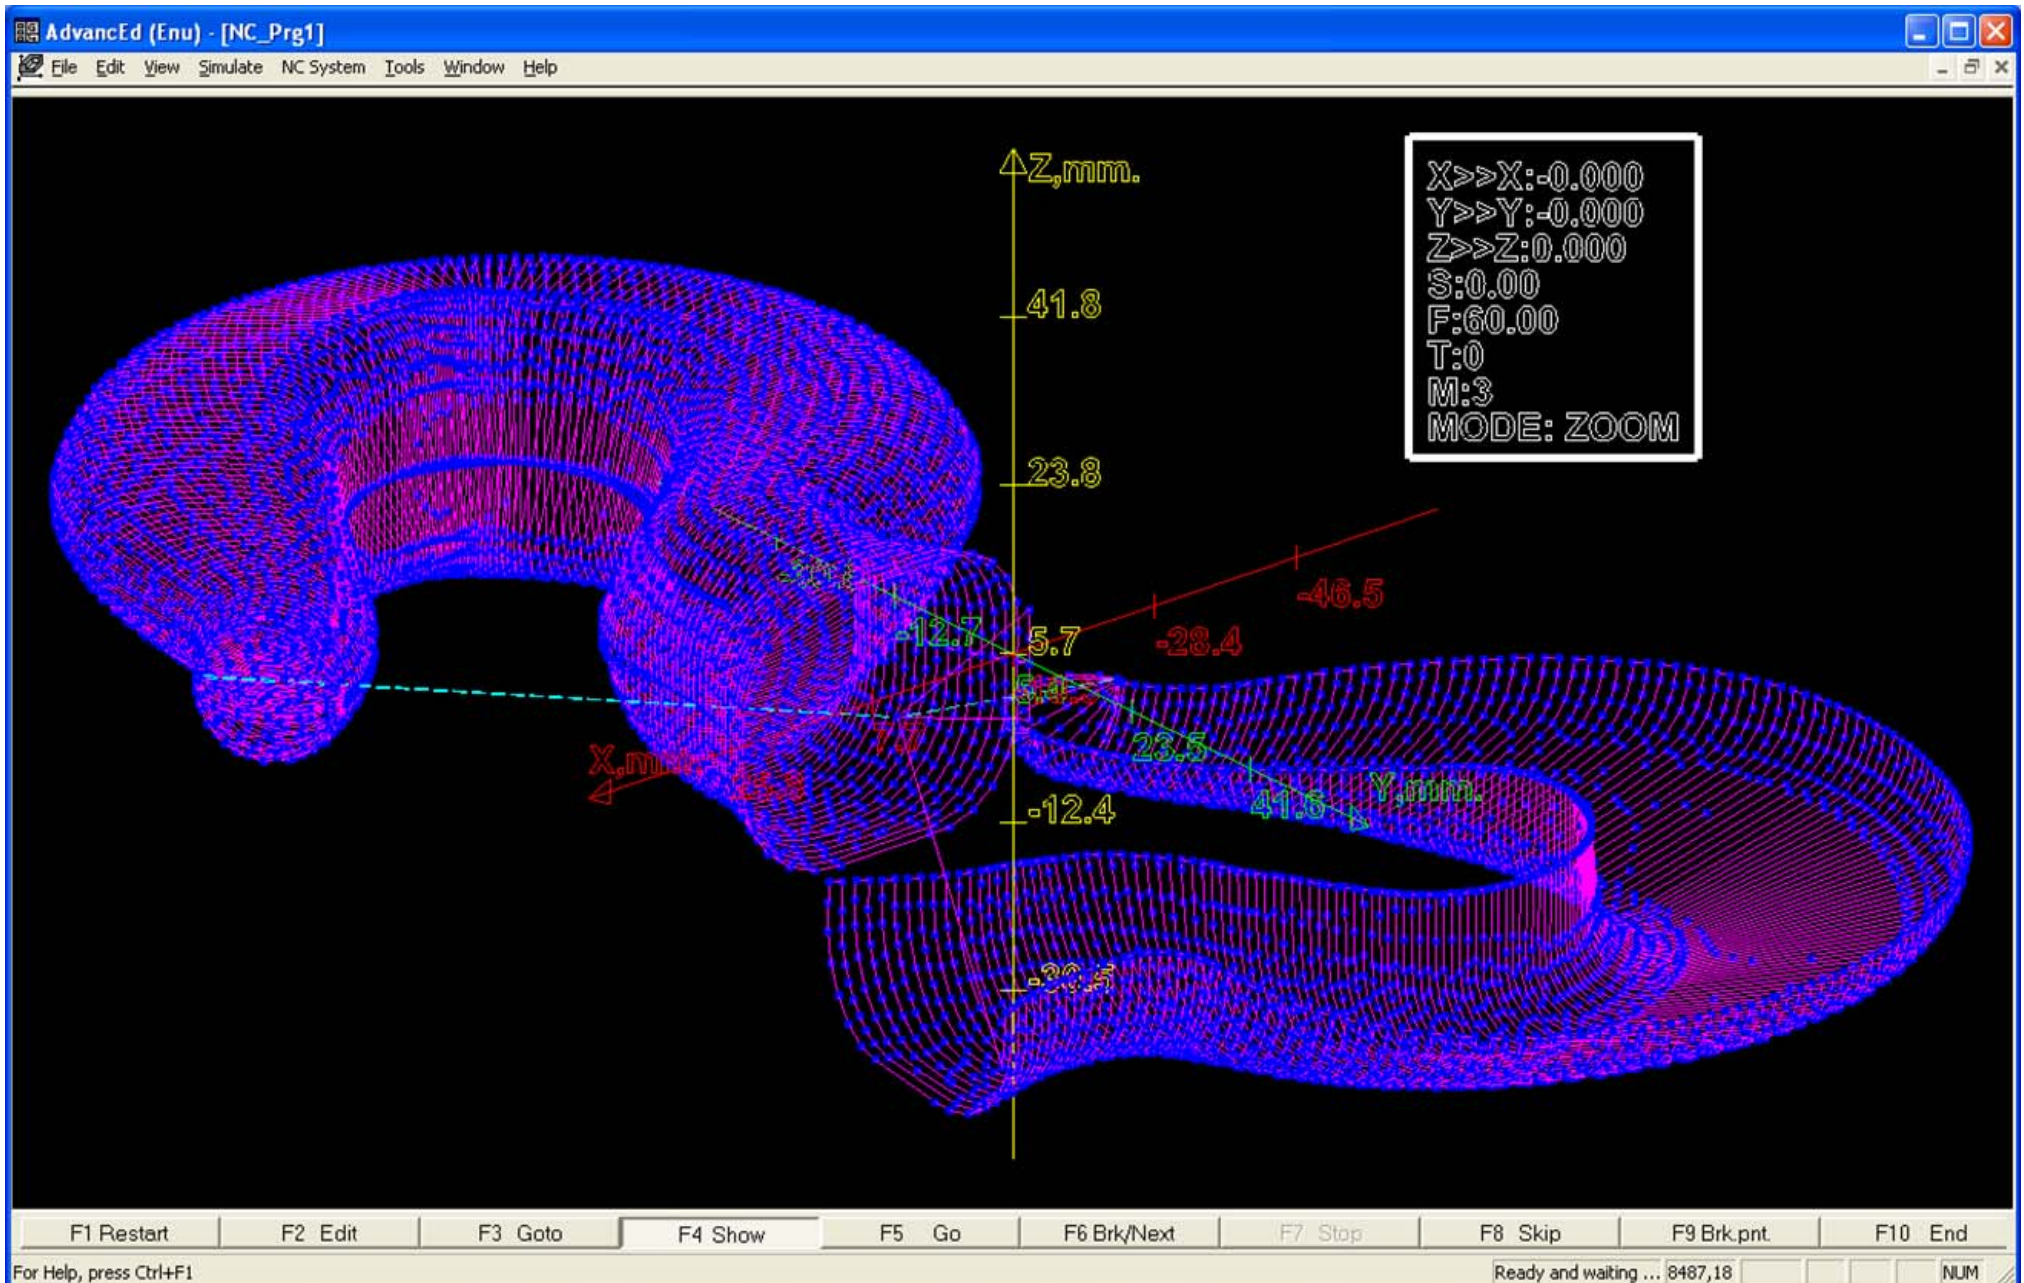 AdvancEd (Enu) - [NC_Prg1]
File Edit View Simulate NC System Tools Window Help
Z,mm.
X>>X:-0.000
Y>>Y:-0.000
Z>>Z:0.000
S:0.00
F:60.00
T:0
M:3
MODE: ZOOM
41.8
23.8
-46.5
-12.7
5.7
-28.4
23.5
X,mm.
41.6
Y,mm.
-12.4
-30.5
F1 Restart F2 Edit F3 Goto F4 Show F5 Go F6 Brk/Next F7 Stop F8 Skip F9 Brk.pnt. F10 End
For Help, press Ctrl+F1 Ready and waiting ... 8487,18 NUM